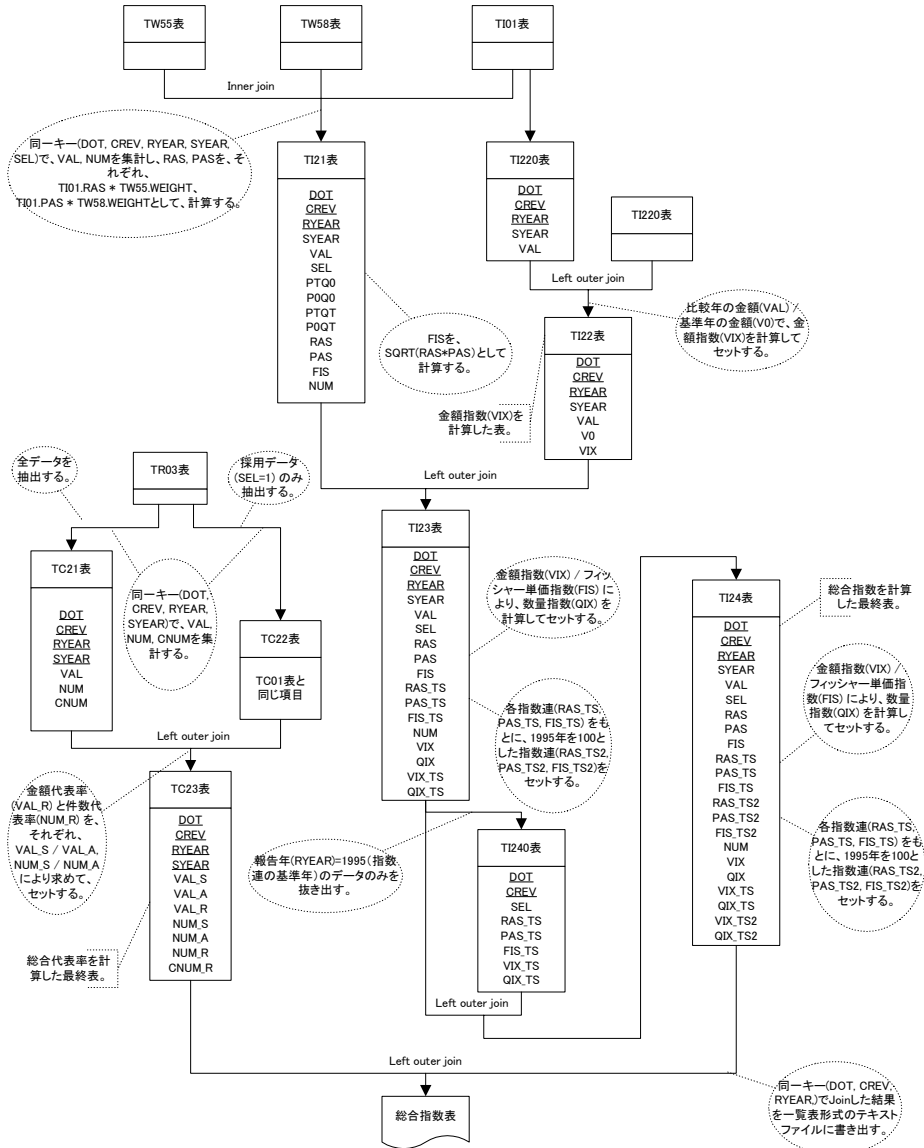 TW55表
TW58表
TI01表
Inner join
同一キー(DOT, CREV, RYEAR, SYEAR,
SEL)で、VAL, NUMを集計し、RAS, PASを、そ
れぞれ、
TI01.RAS * TW55.WEIGHT、
TI01.PAS * TW58.WEIGHTとして、計算する。
TI21表
DOT
CREV
RYEAR
SYEAR
VAL
SEL
PTQ0
P0Q0
PTQT
P0QT
RAS
PAS
FIS
NUM
FISを、
SQRT(RAS*PAS)として
計算する。
TI220表
DOT
CREV
RYEAR
SYEAR
VAL
TI220表
Left outer join
比較年の金額(VAL) /
基準年の金額(V0)で、金
額指数(VIX)を計算して
セットする。
TI22表
DOT
CREV
RYEAR
SYEAR
VAL
V0
VIX
金額指数(VIX)を
計算した表。
Left outer join
全データを
抽出する。
TR03表
採用データ
(SEL=1) のみ
抽出する。
TC21表
DOT
CREV
RYEAR
SYEAR
VAL
NUM
CNUM
同一キー(DOT,
CREV, RYEAR,
SYEAR)で、VAL,
NUM, CNUMを集
計する。
TC22表
TC01表と
同じ項目
Left outer join
金額代表率
(VAL_R) と件数代
表率(NUM_R) を、
それぞれ、
VAL_S / VAL_A,
NUM_S / NUM_A
により求めて、
セットする。
TC23表
DOT
CREV
RYEAR
SYEAR
VAL_S
VAL_A
VAL_R
NUM_S
NUM_A
NUM_R
CNUM_R
総合代表率を計
算した最終表。
TI23表
DOT
CREV
RYEAR
SYEAR
VAL
SEL
RAS
PAS
FIS
RAS_TS
PAS_TS
FIS_TS
NUM
VIX
QIX
VIX_TS
QIX_TS
金額指数(VIX) / フィッ
シャー単価指数(FIS) に
より、数量指数(QIX) を
計算してセットする。
各指数連(RAS_TS,
PAS_TS, FIS_TS) をも
とに、1995年を100と
した指数連(RAS_TS2,
PAS_TS2, FIS_TS2)を
セットする。
報告年(RYEAR)=1995(指数
連の基準年) のデータのみを
抜き出す。
TI240表
DOT
CREV
SEL
RAS_TS
PAS_TS
FIS_TS
VIX_TS
QIX_TS
Left outer join
TI24表
DOT
CREV
RYEAR
SYEAR
VAL
SEL
RAS
PAS
FIS
RAS_TS
PAS_TS
FIS_TS
RAS_TS2
PAS_TS2
FIS_TS2
NUM
VIX
QIX
VIX_TS
QIX_TS
VIX_TS2
QIX_TS2
総合指数を計算
した最終表。
金額指数(VIX) /
フィッシャー単価指
数(FIS) により、数量
指数(QIX) を計算し
てセットする。
各指数連(RAS_TS,
PAS_TS, FIS_TS) をも
とに、1995年を100と
した指数連(RAS_TS2,
PAS_TS2, FIS_TS2)を
セットする。
Left outer join
総合指数表
同一キー(DOT, CREV,
RYEAR,)でJoinした結果
を一覧表形式のテキスト
ファイルに書き出す。